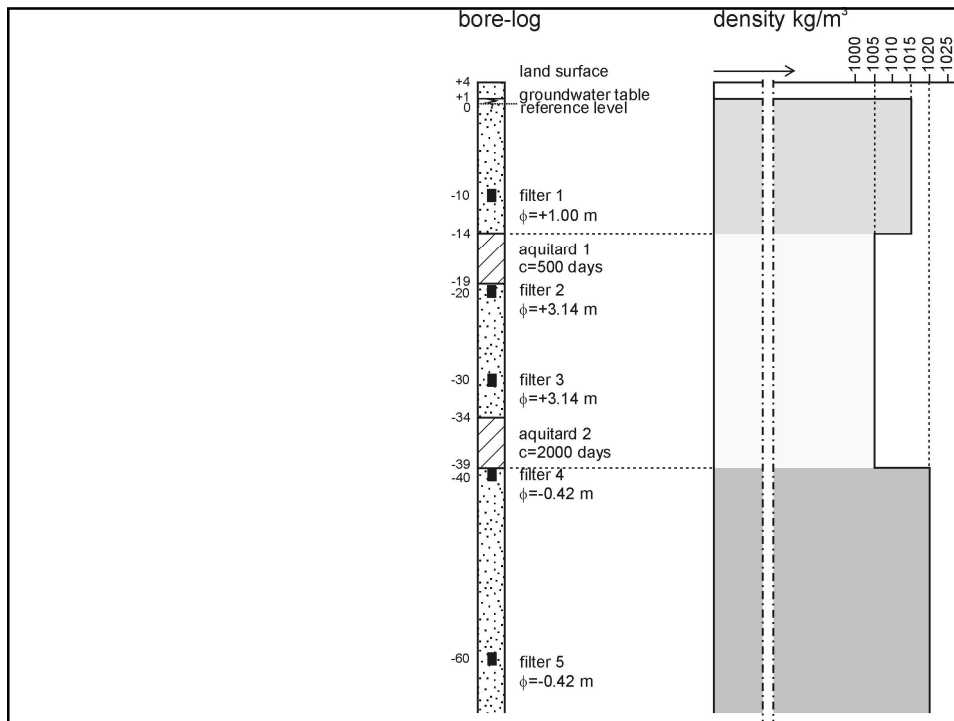 bore-log
density kg/m³
1000
1005
1010
1015
1020
1025
land surface
+4
groundwater table
+1
reference level
0
-10
filter 1
ϕ=+1.00 m
-14
aquitard 1
c=500 days
-19
-20
filter 2
ϕ=+3.14 m
-30
filter 3
ϕ=+3.14 m
-34
aquitard 2
c=2000 days
-39
-40
filter 4
ϕ=-0.42 m
-60
filter 5
ϕ=-0.42 m